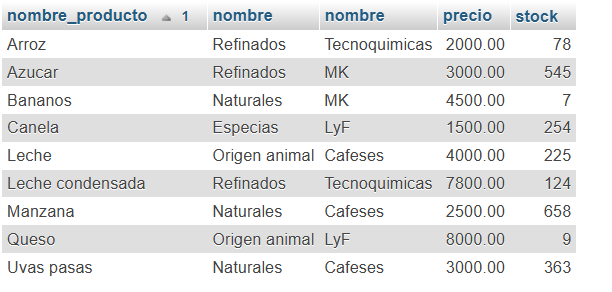 nombre_producto 1 nombre nombre precio stock
Arroz Refinados Tecnoquimicas 2000.00 78
Azucar Refinados MK 3000.00 545
Bananos Naturales MK 4500.00 7
Canela Especias LyF 1500.00 254
Leche Origen animal Cafeses 4000.00 225
Leche condensada Refinados Tecnoquimicas 7800.00 124
Manzana Naturales Cafeses 2500.00 658
Queso Origen animal LyF 8000.00 9
Uvas pasas Naturales Cafeses 3000.00 363